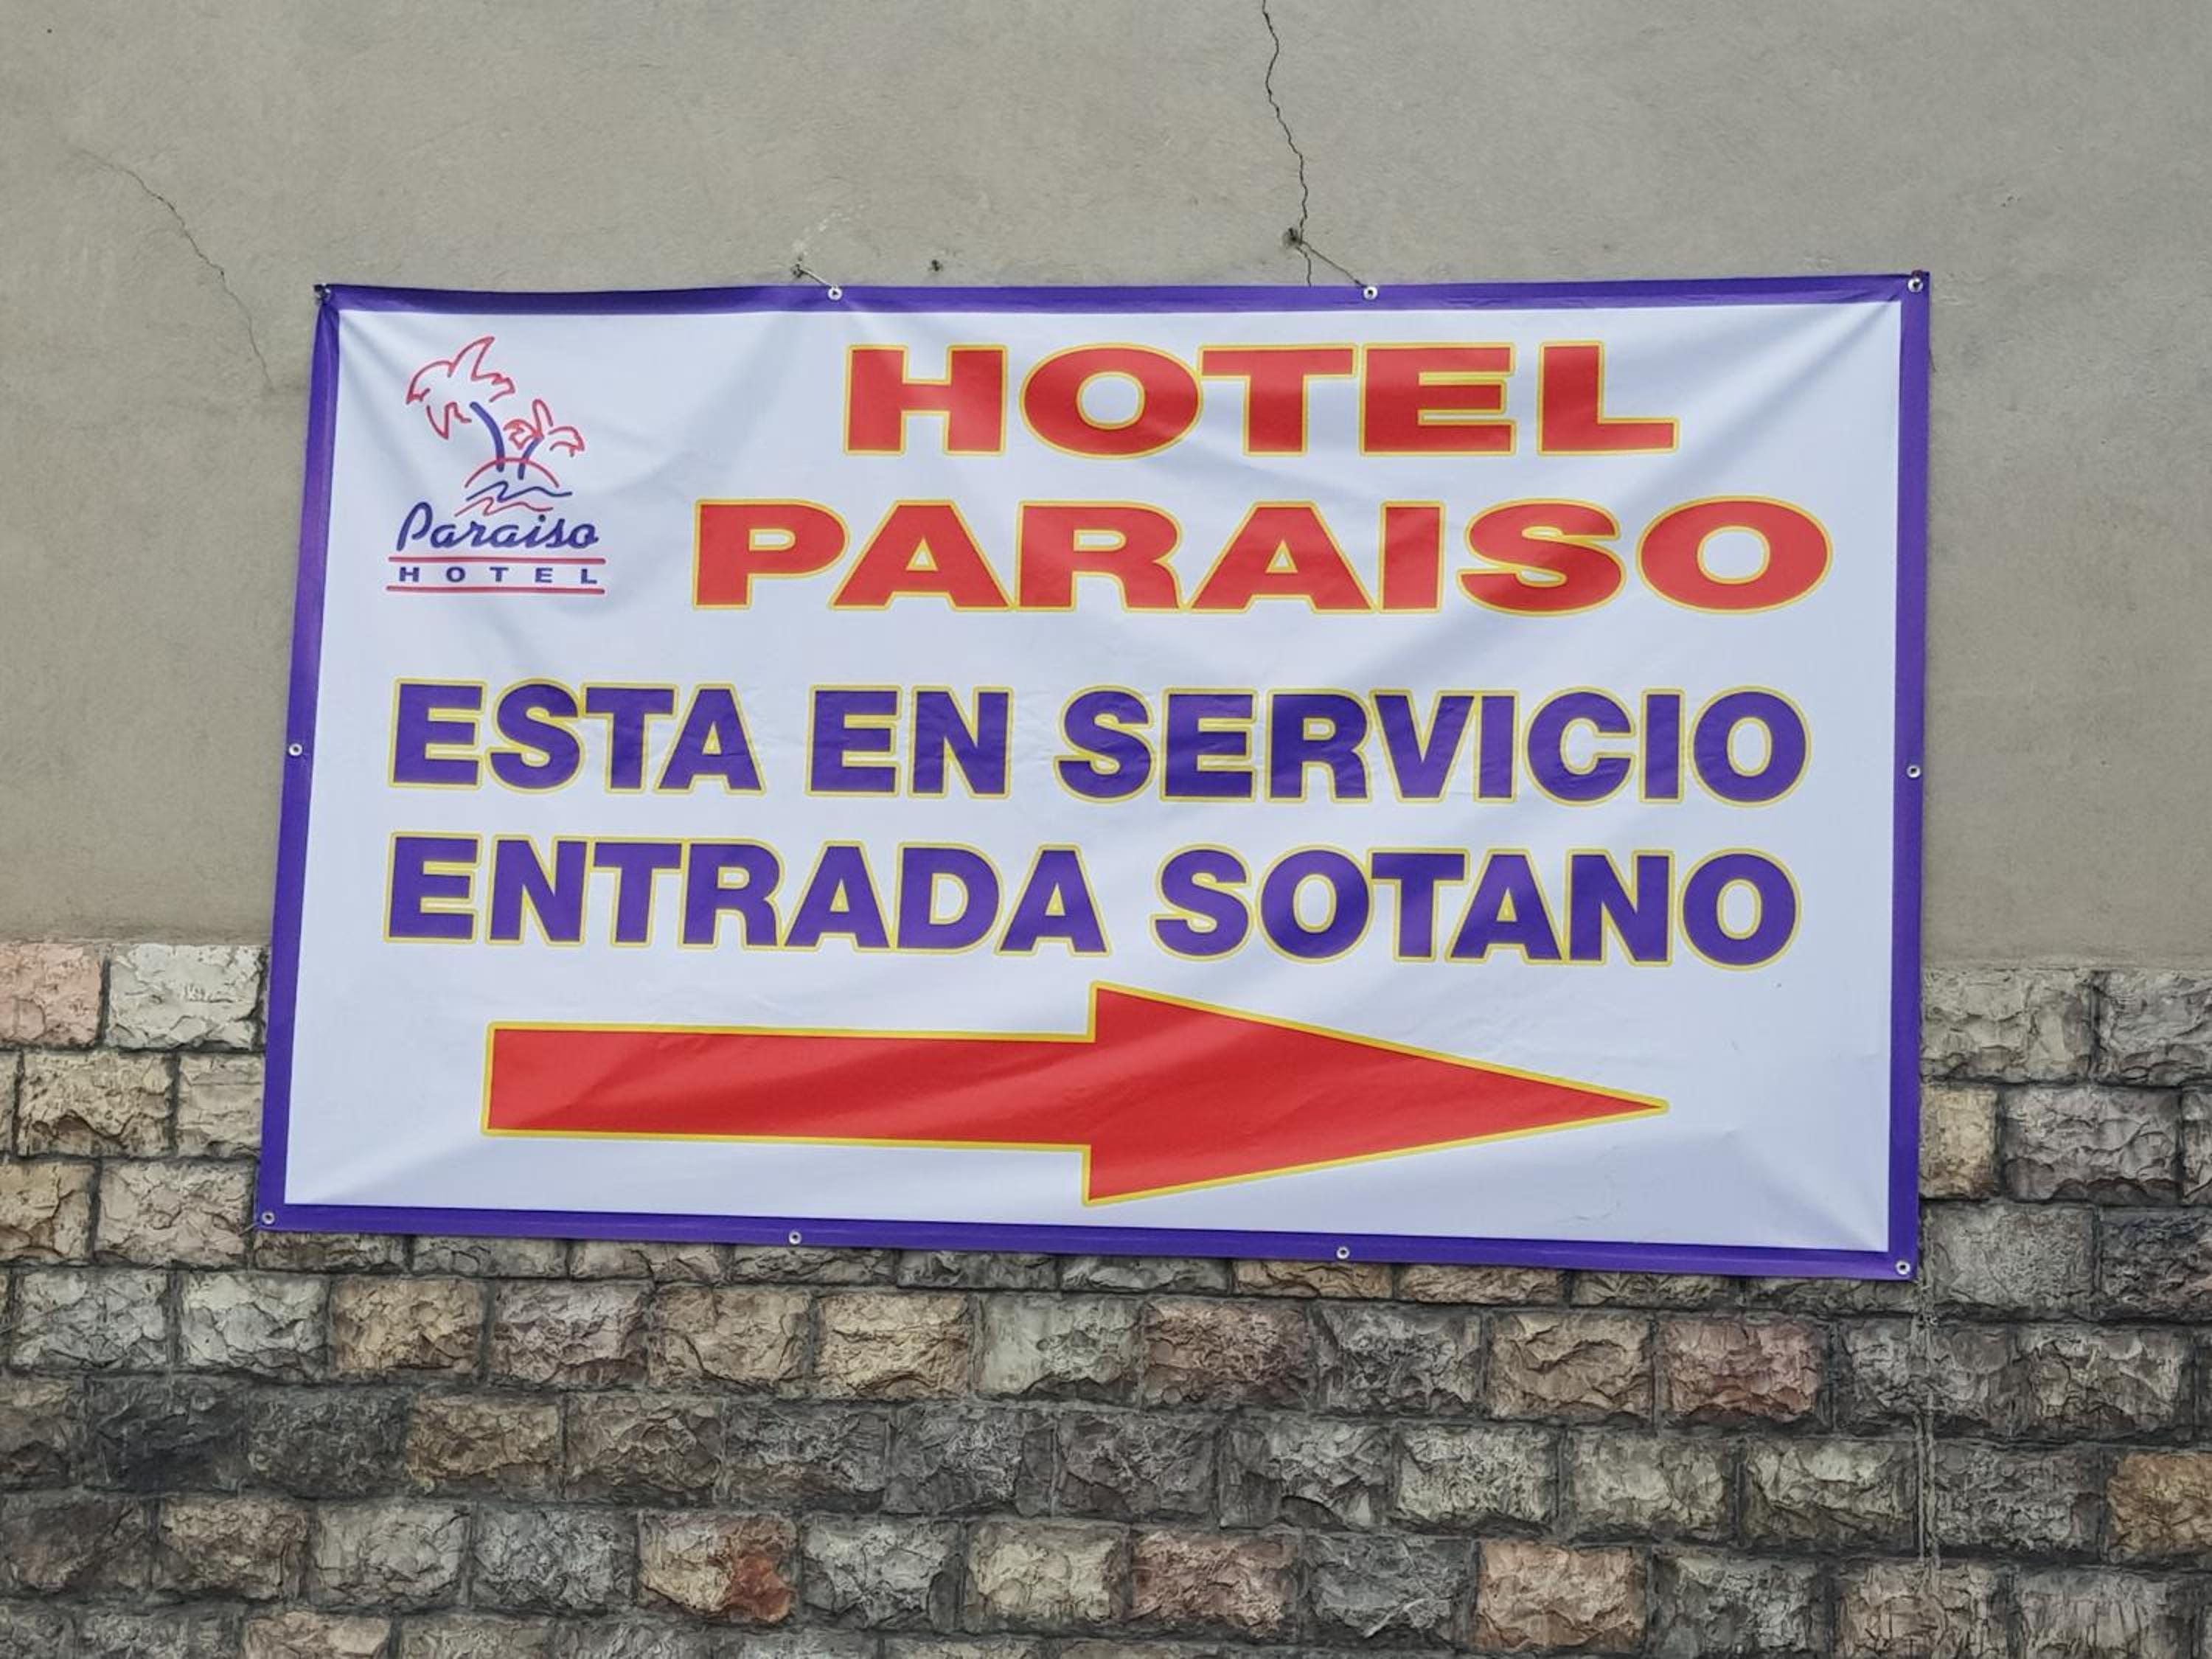 Paraiso
HOTEL
HOTEL
PARAISO
ESTA EN SERVICIO
ENTRADA SOTANO